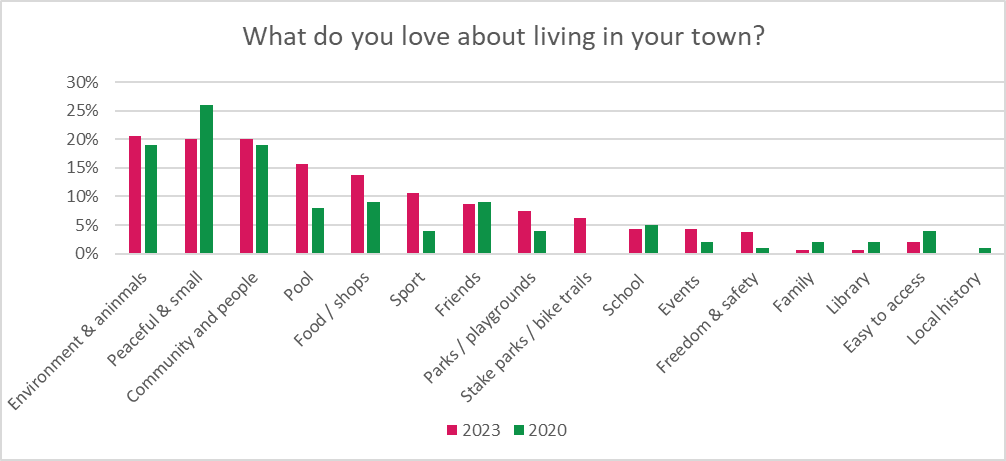 What do you love about living in your town?
30%
25%
20%
15%
10%
5%
0%
Environment & aninmals
Peaceful & small
Community and people
Pool
Food / shops
Sport
Friends
Parks / playgrounds
Stake parks / bike trails
School
Events
Freedom & safety
Family
Library
Easy to access
Local history
2023
2020